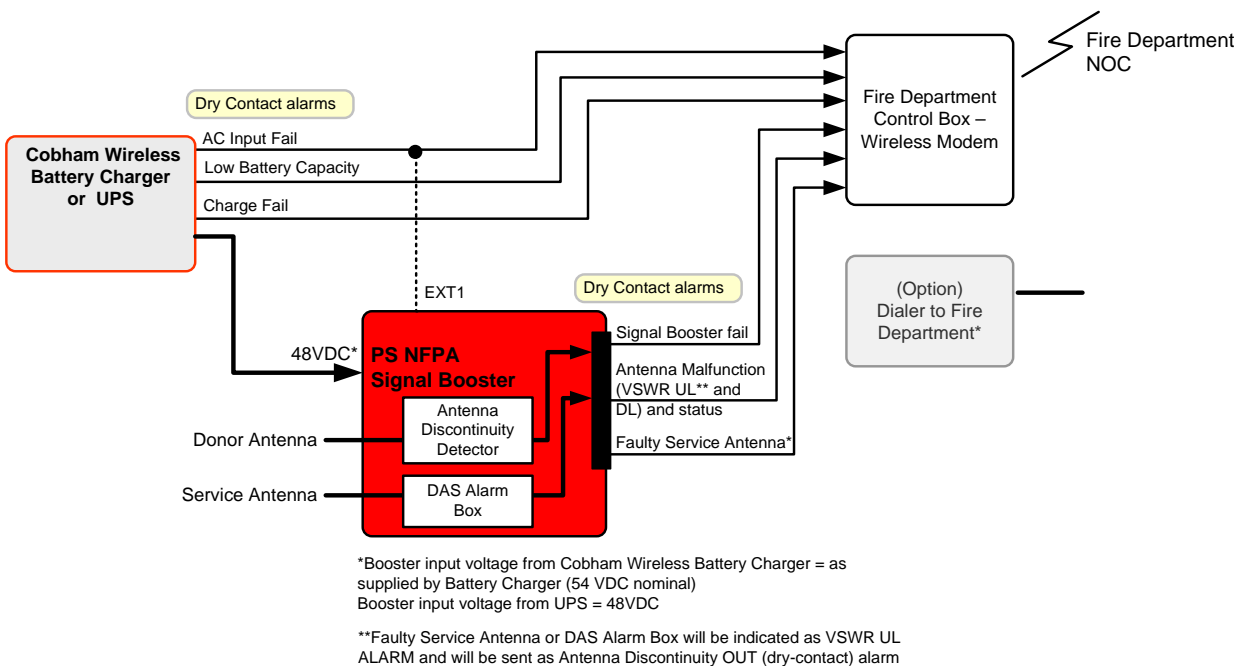 Fire Department
NOC
Dry Contact alarms
AC Input Fail
Cobham Wireless
Battery Charger
or UPS
Low Battery Capacity
Charge Fail
Fire Department
Control Box –
Wireless Modem
(Option)
Dialer to Fire
Department*
EXT1
Dry Contact alarms
48VDC*
PS NFPA
Signal Booster
Signal Booster fail
Antenna Malfunction
(VSWR UL** and
DL) and status
Faulty Service Antenna*
Antenna
Discontinuity
Detector
Donor Antenna
DAS Alarm
Box
Service Antenna
*Booster input voltage from Cobham Wireless Battery Charger = as
supplied by Battery Charger (54 VDC nominal)
Booster input voltage from UPS = 48VDC
**Faulty Service Antenna or DAS Alarm Box will be indicated as VSWR UL
ALARM and will be sent as Antenna Discontinuity OUT (dry-contact) alarm